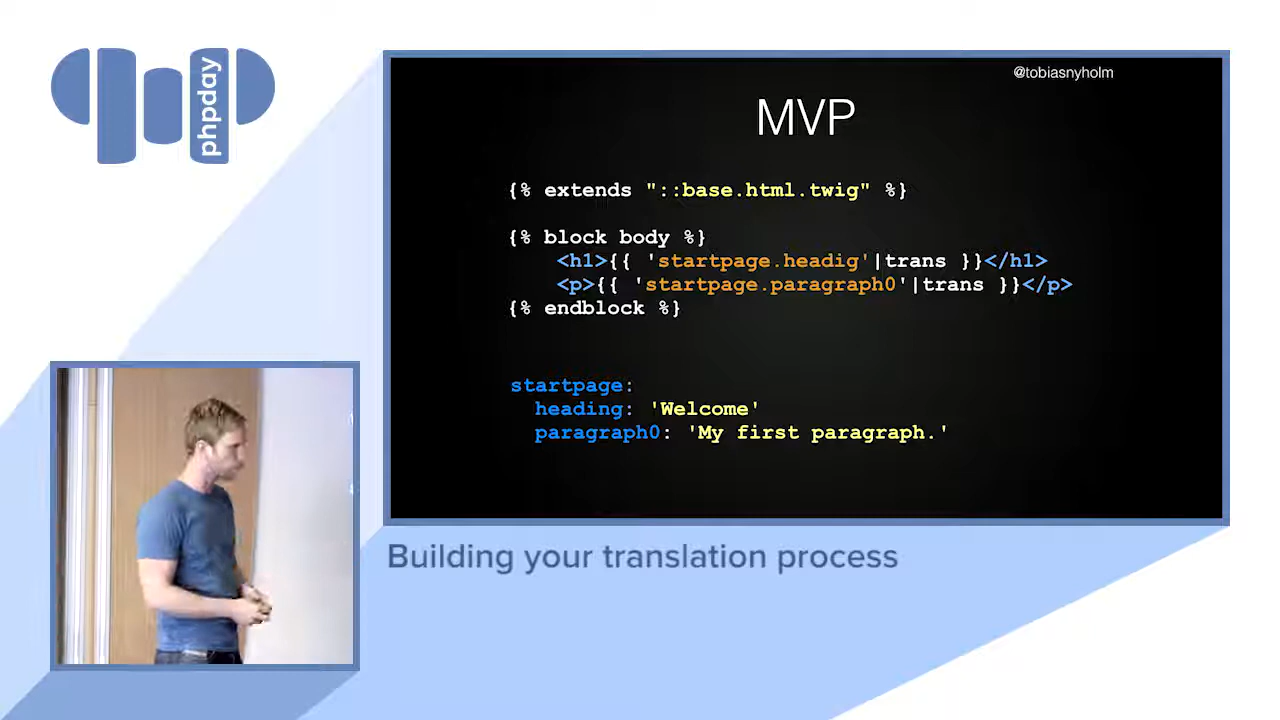 phpday
@tobiasnyholm
MVP
{% extends "::base.html.twig" %}
{% block body %}
<h1>{{ 'startpage.headig'|trans }}</h1>
<p>{{ 'startpage.paragraph0'|trans }}</p>
{% endblock %}
startpage:
heading: 'Welcome'
paragraph0: 'My first paragraph.'
Building your translation process